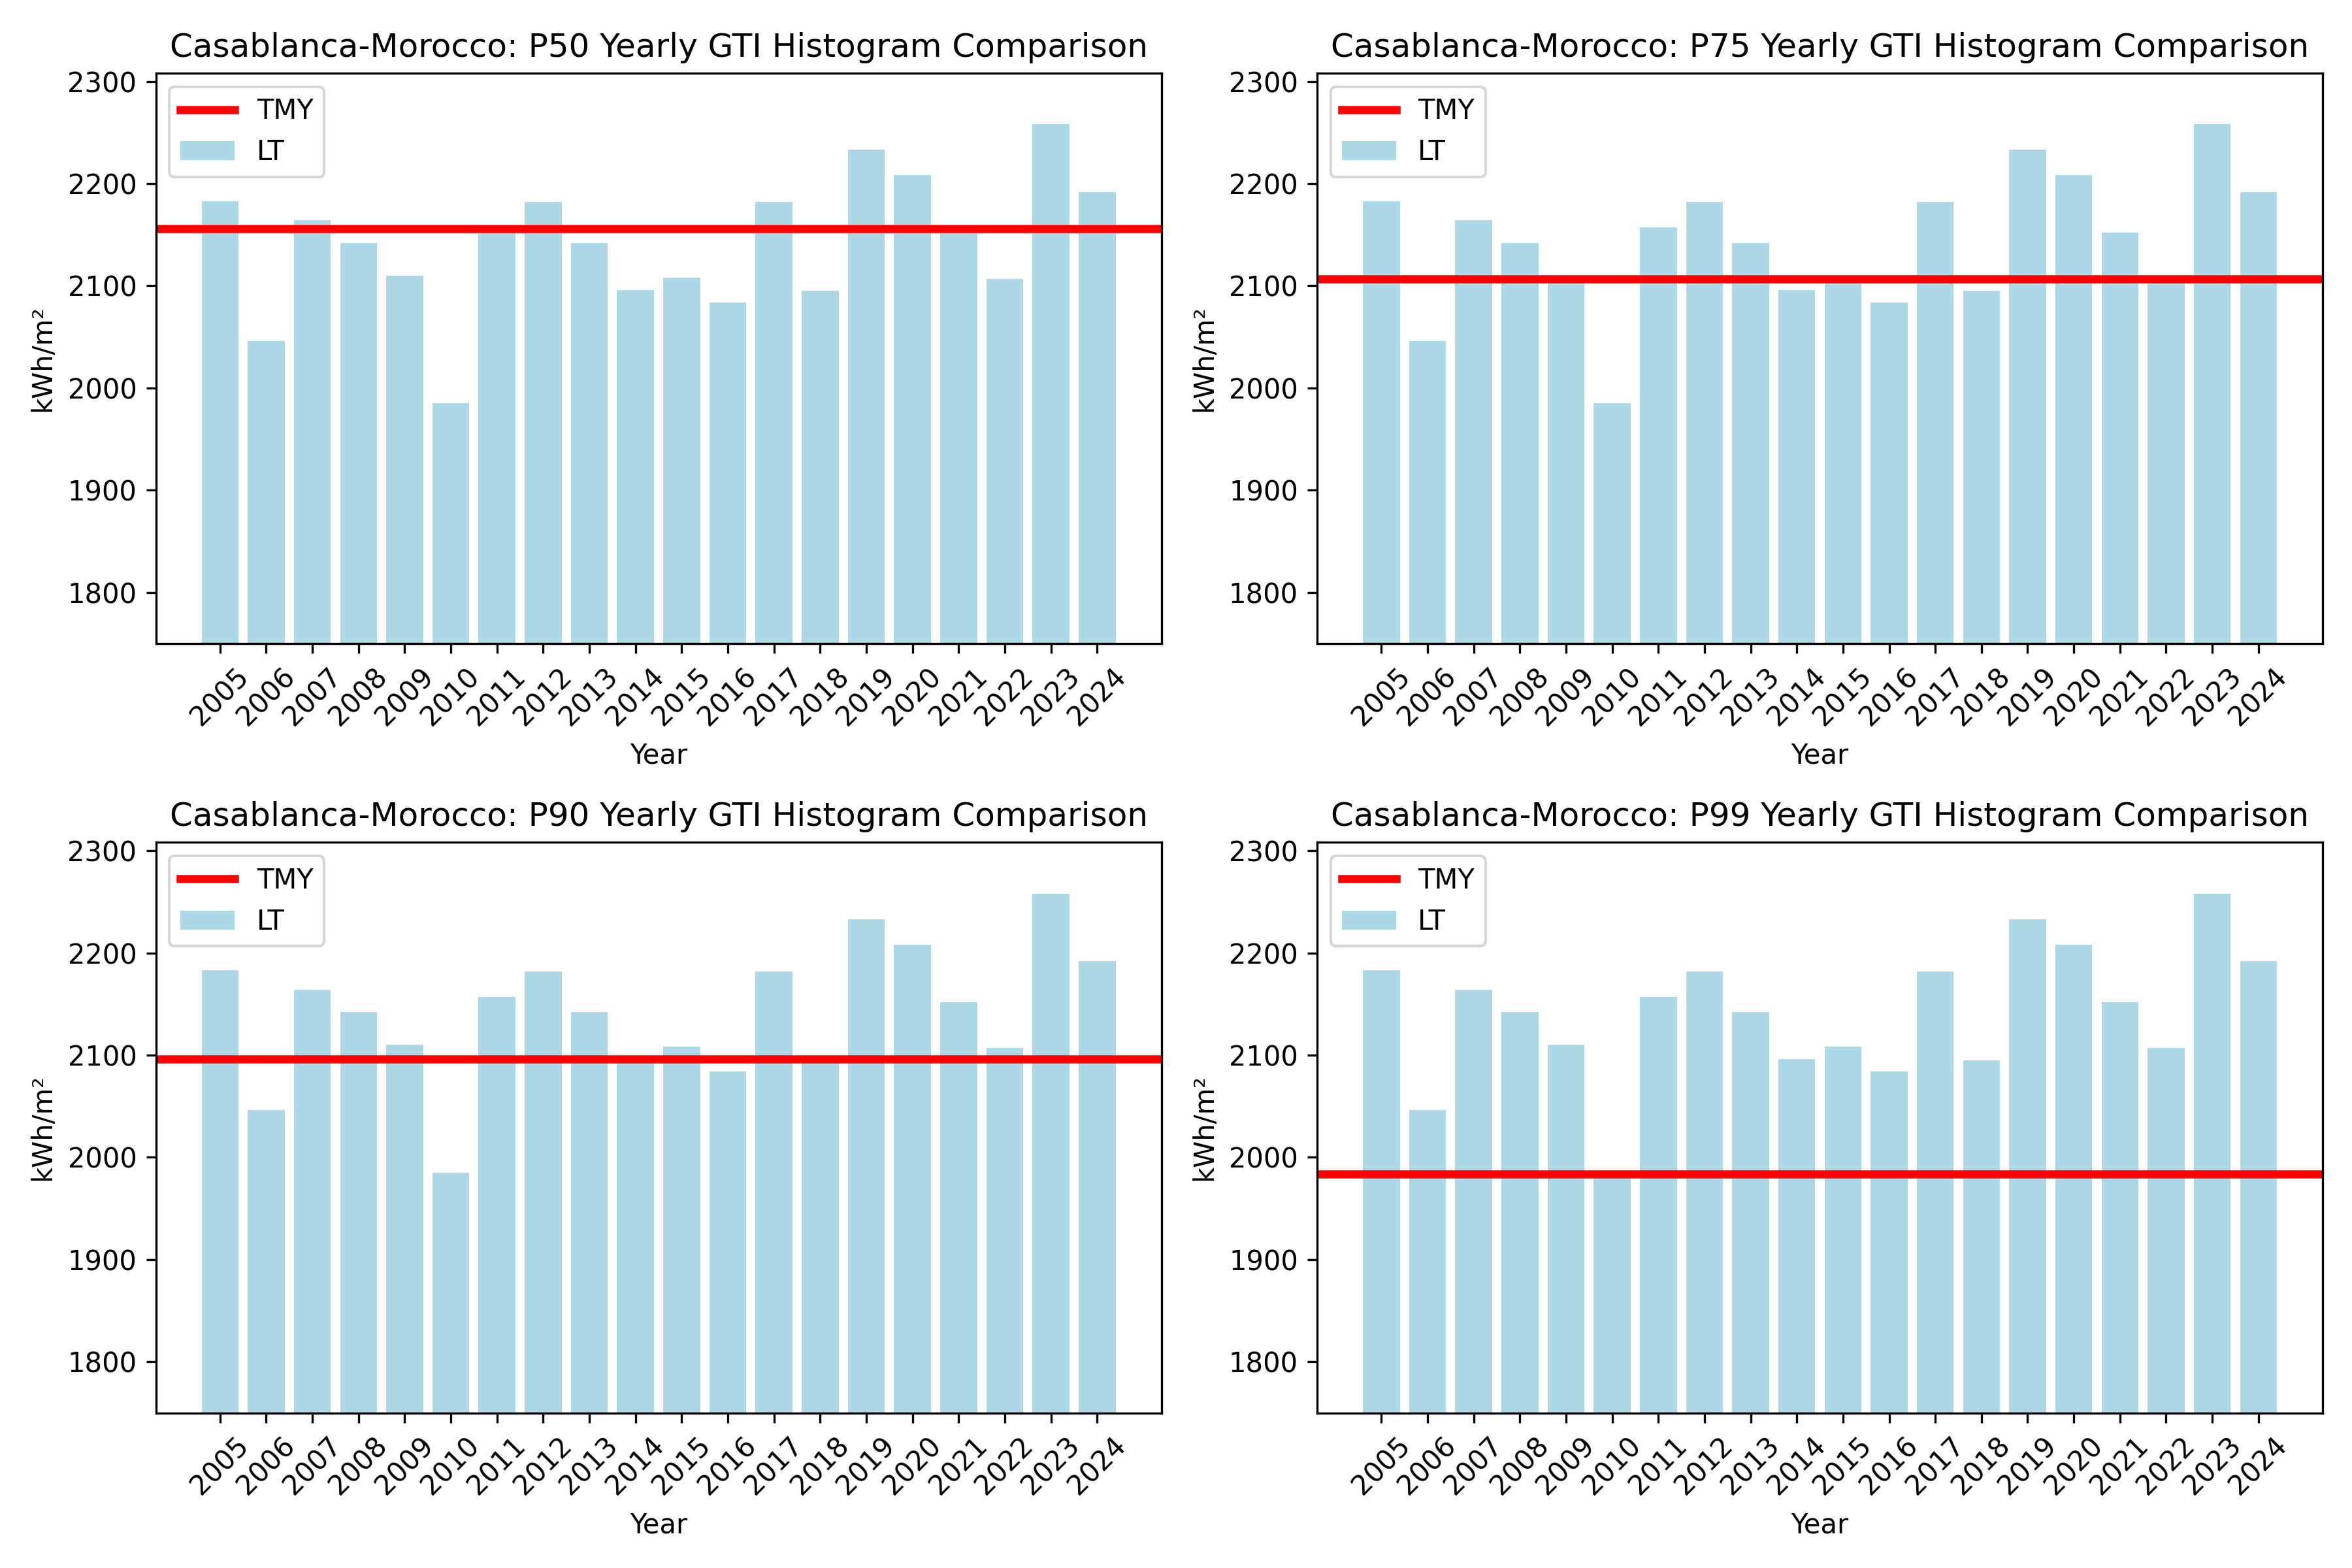 Casablanca-Morocco: P50 Yearly GTI Histogram Comparison
2300
2200
2100
2000
1900
1800
kWh/m²
TMY
LT
2005 2006 2007 2008 2009 2010 2011 2012 2013 2014 2015 2016 2017 2018 2019 2020 2021 2022 2023 2024
Year
Casablanca-Morocco: P75 Yearly GTI Histogram Comparison
2300
2200
2100
2000
1900
1800
kWh/m²
TMY
LT
2005 2006 2007 2008 2009 2010 2011 2012 2013 2014 2015 2016 2017 2018 2019 2020 2021 2022 2023 2024
Year
Casablanca-Morocco: P90 Yearly GTI Histogram Comparison
2300
2200
2100
2000
1900
1800
kWh/m²
TMY
LT
2005 2006 2007 2008 2009 2010 2011 2012 2013 2014 2015 2016 2017 2018 2019 2020 2021 2022 2023 2024
Year
Casablanca-Morocco: P99 Yearly GTI Histogram Comparison
2300
2200
2100
2000
1900
1800
kWh/m²
TMY
LT
2005 2006 2007 2008 2009 2010 2011 2012 2013 2014 2015 2016 2017 2018 2019 2020 2021 2022 2023 2024
Year